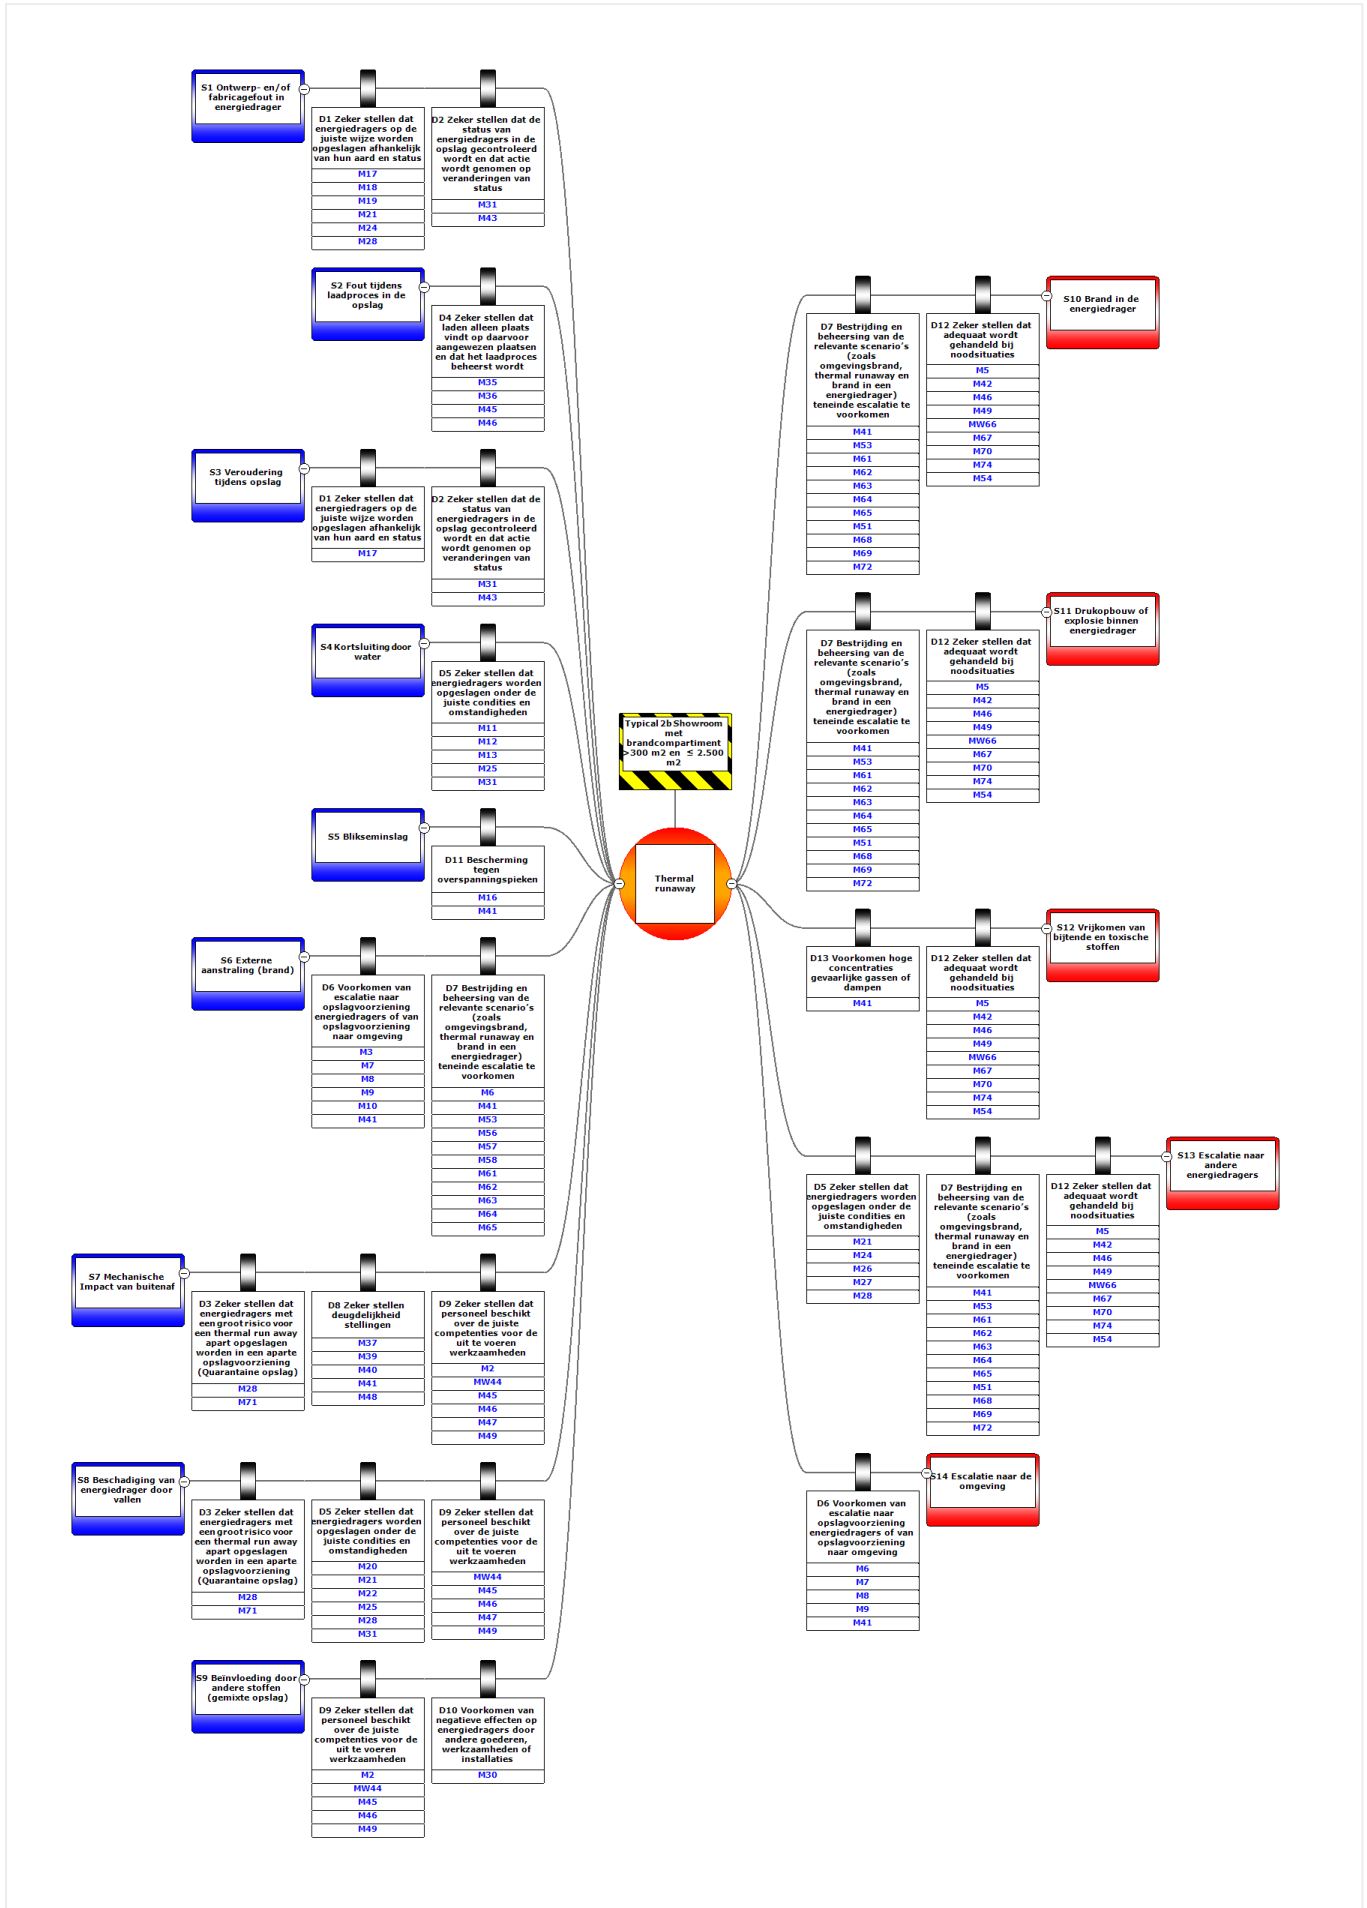 S1 Ontwerp- en/of
fabricagefout in
energiedrager
D1 Zeker stellen dat
energiedragers op de
juiste wijze worden
opgeslagen afhankelijk
van hun aard en status
M17
M18
M19
M21
M24
M28
D2 Zeker stellen dat de
status van
energiedragers in de
opslag gecontroleerd
wordt en dat actie
wordt genomen op
veranderingen van
status
M31
M43
S2 Fout tijdens
laadproces in de
opslag
D4 Zeker stellen dat
laden alleen plaats
vindt op daarvoor
aangewezen plaatsen
en dat het laadproces
beheerst wordt
M35
M36
M45
M46
S3 Veroudering
tijdens opslag
D1 Zeker stellen dat
energiedragers op de
juiste wijze worden
opgeslagen afhankelijk
van hun aard en status
M17
D2 Zeker stellen dat de
status van
energiedragers in de
opslag gecontroleerd
wordt en dat actie
wordt genomen op
veranderingen van
status
M31
M43
S4 Kortsluiting door
water
D5 Zeker stellen dat
energiedragers worden
opgeslagen onder de
juiste condities en
omstandigheden
M11
M12
M13
M25
M31
S5 Blikseminslag
D11 Bescherming
tegen
overspanningspieken
M16
M41
S6 Externe
aanstraling (brand)
D6 Voorkomen van
escalatie naar
opslagvoorziening
energiedragers of van
opslagvoorziening
naar omgeving
M3
M7
M8
M9
M10
M41
D7 Bestrijding en
beheersing van de
relevante scenario's
(zoals
omgevingsbrand,
thermal runaway en
brand in een
energiedrager)
teneinde escalatie te
voorkomen
M6
M41
M53
M56
M57
M58
M61
M62
M63
M64
M65
S7 Mechanische
Impact van buitenaf
D3 Zeker stellen dat
energiedragers met
een groot risico voor
een thermal run away
apart opgeslagen
worden in een aparte
opslagvoorziening
(Quarantaine opslag)
M28
M71
D8 Zeker stellen
deugdelijkheid
stellingen
M37
M39
M40
M41
M48
D9 Zeker stellen dat
personeel beschikt
over de juiste
competenties voor de
uit te voeren
werkzaamheden
M2
MW44
M45
M46
M47
M49
S8 Beschadiging van
energiedrager door
vallen
D3 Zeker stellen dat
energiedragers met
een groot risico voor
een thermal run away
apart opgeslagen
worden in een aparte
opslagvoorziening
(Quarantaine opslag)
M28
M71
D5 Zeker stellen dat
energiedragers worden
opgeslagen onder de
juiste condities en
omstandigheden
M20
M21
M22
M25
M28
M31
D9 Zeker stellen dat
personeel beschikt
over de juiste
competenties voor de
uit te voeren
werkzaamheden
MW44
M45
M46
M47
M49
S9 Beïnvloeding door
andere stoffen
(gemixte opslag)
D9 Zeker stellen dat
personeel beschikt
over de juiste
competenties voor de
uit te voeren
werkzaamheden
M2
MW44
M45
M46
M49
D10 Voorkomen van
negatieve effecten op
energiedragers door
andere goederen,
werkzaamheden of
installaties
M30
Typical 2b Showroom
met
brandcompartiment
>300 m2 en ≤ 2.500
m2
Thermal
runaway
D7 Bestrijding en
beheersing van de
relevante scenario's
(zoals
omgevingsbrand,
thermal runaway en
brand in een
energiedrager)
teneinde escalatie te
voorkomen
M41
M53
M61
M62
M63
M64
M65
M51
M68
M69
M72
D12 Zeker stellen dat
adequaat wordt
gehandeld bij
noodsituaties
M5
M42
M46
M49
MW66
M67
M70
M74
M54
S10 Brand in de
energiedrager
D7 Bestrijding en
beheersing van de
relevante scenario's
(zoals
omgevingsbrand,
thermal runaway en
brand in een
energiedrager)
teneinde escalatie te
voorkomen
M41
M53
M61
M62
M63
M64
M65
M51
M68
M69
M72
D12 Zeker stellen dat
adequaat wordt
gehandeld bij
noodsituaties
M5
M42
M46
M49
MW66
M67
M70
M74
M54
S11 Drukopbouw of
explosie binnen
energiedrager
D13 Voorkomen hoge
concentraties
gevaarlijke gassen of
dampen
M41
D12 Zeker stellen dat
adequaat wordt
gehandeld bij
noodsituaties
M5
M42
M46
M49
MW66
M67
M70
M74
M54
S12 Vrijkomen van
bijtende en toxische
stoffen
D5 Zeker stellen dat
energiedragers worden
opgeslagen onder de
juiste condities en
omstandigheden
M21
M24
M26
M27
M28
D7 Bestrijding en
beheersing van de
relevante scenario's
(zoals
omgevingsbrand,
thermal runaway en
brand in een
energiedrager)
teneinde escalatie te
voorkomen
M41
M53
M61
M62
M63
M64
M65
M51
M68
M69
M72
D12 Zeker stellen dat
adequaat wordt
gehandeld bij
noodsituaties
M5
M42
M46
M49
MW66
M67
M70
M74
M54
S13 Escalatie naar
andere
energiedragers
D6 Voorkomen van
escalatie naar
opslagvoorziening
energiedragers of van
opslagvoorziening
naar omgeving
M6
M7
M8
M9
M41
S14 Escalatie naar de
omgeving